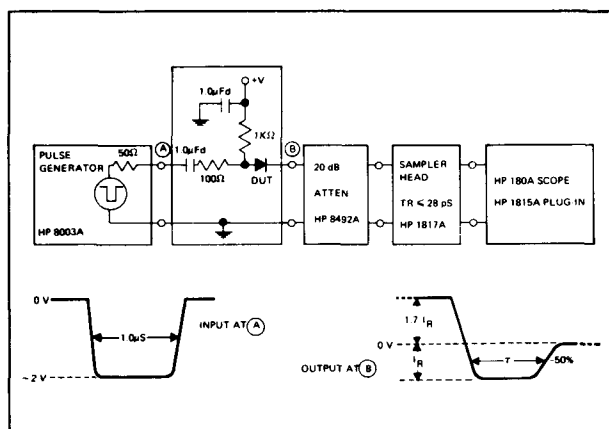 +V
1.0μFd
1KΩ
50Ω
A
1.0μFd
B
PULSE
GENERATOR
100Ω
DUT
HP 8003A
20 dB
ATTEN
HP 8492A
SAMPLER
HEAD
TR ≤ 28 pS
HP 1817A
HP 180A SCOPE
HP 1815A PLUG-IN
0 V
1.0μS
INPUT AT A
~2 V
1.7 IR
0 V
IR
τ
-50%
OUTPUT AT B